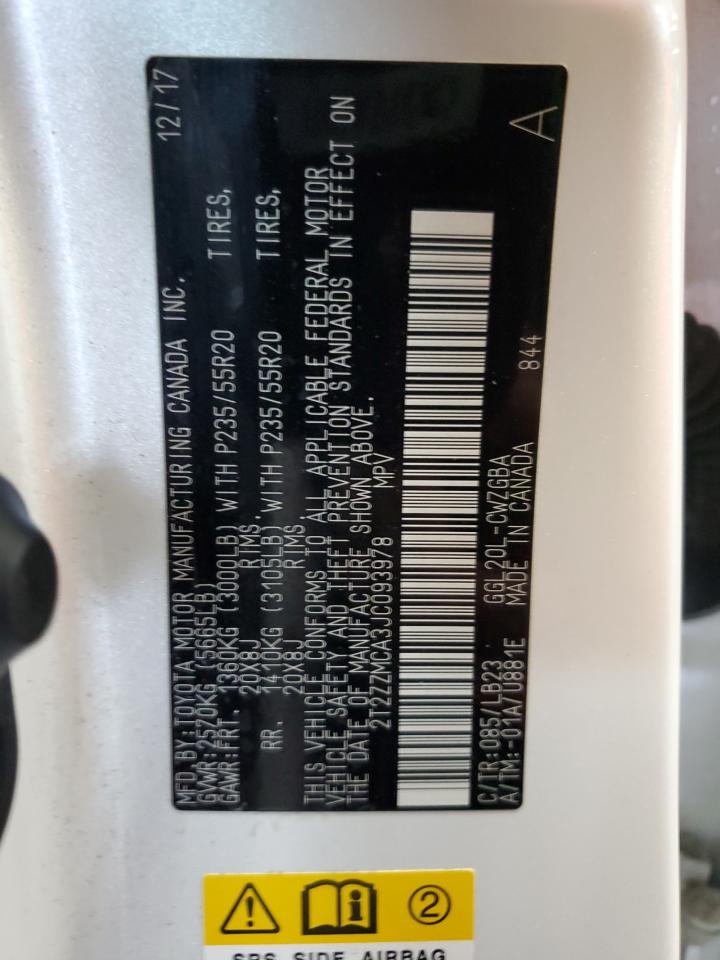 MFD. BY:TOYOTA MOTOR MANUFACTURING CANADA INC. 12/17
GVWR:2570KG (5665LB)
GAWR:FRT. 1360KG (3000LB) WITH P235/55R20 TIRES,
20X8J RIMS,
RR. 1410KG (3105LB) WITH P235/55R20 TIRES,
20X8J RIMS
THIS VEHICLE CONFORMS TO ALL APPLICABLE FEDERAL MOTOR
VEHICLE SAFETY AND THEFT PREVENTION STANDARDS IN EFFECT ON
THE DATE OF MANUFACTURE SHOWN ABOVE.
2T2ZZMCA3JC093978 MPV
C/TR:085/LB23 GGL20L-CWZGBA
A/TM:-01A/U881E MADE IN CANADA 844 A
2
SRS SIDE AIRBAG